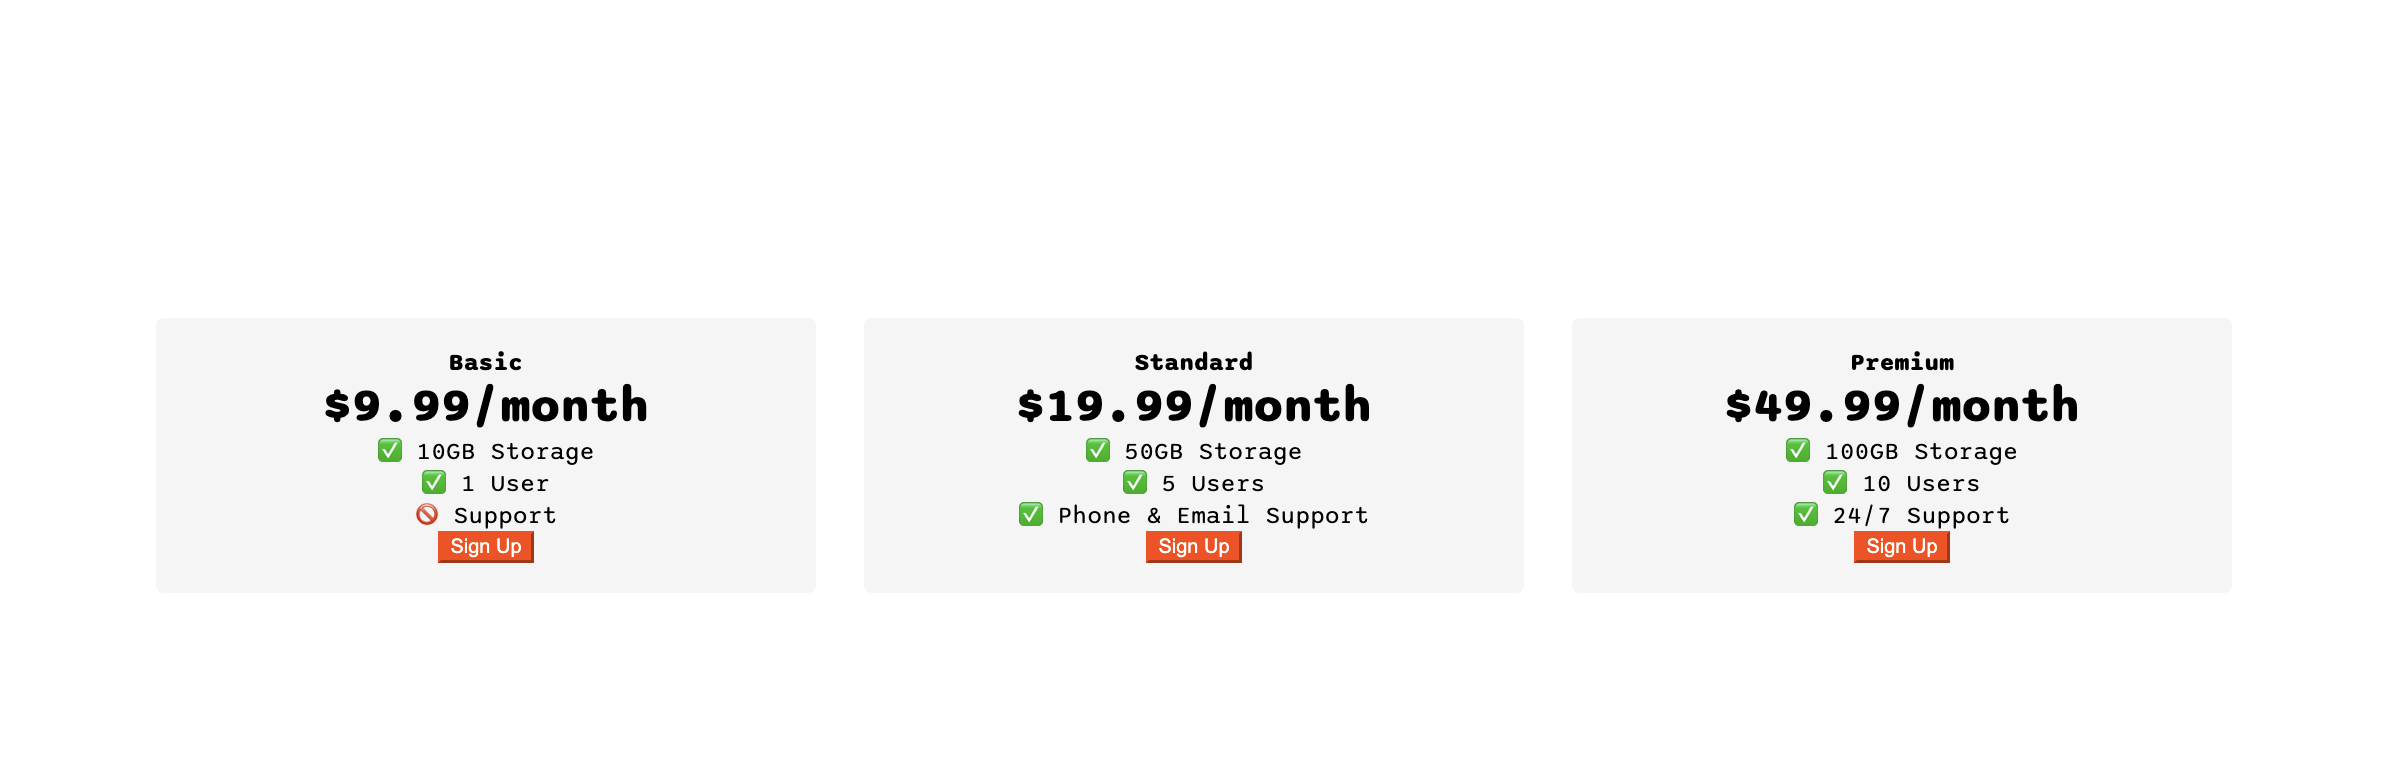 Basic
$9.99/month
✅ 10GB Storage
✅ 1 User
🚫 Support
Sign Up
Standard
$19.99/month
✅ 50GB Storage
✅ 5 Users
✅ Phone & Email Support
Sign Up
Premium
$49.99/month
✅ 100GB Storage
✅ 10 Users
✅ 24/7 Support
Sign Up